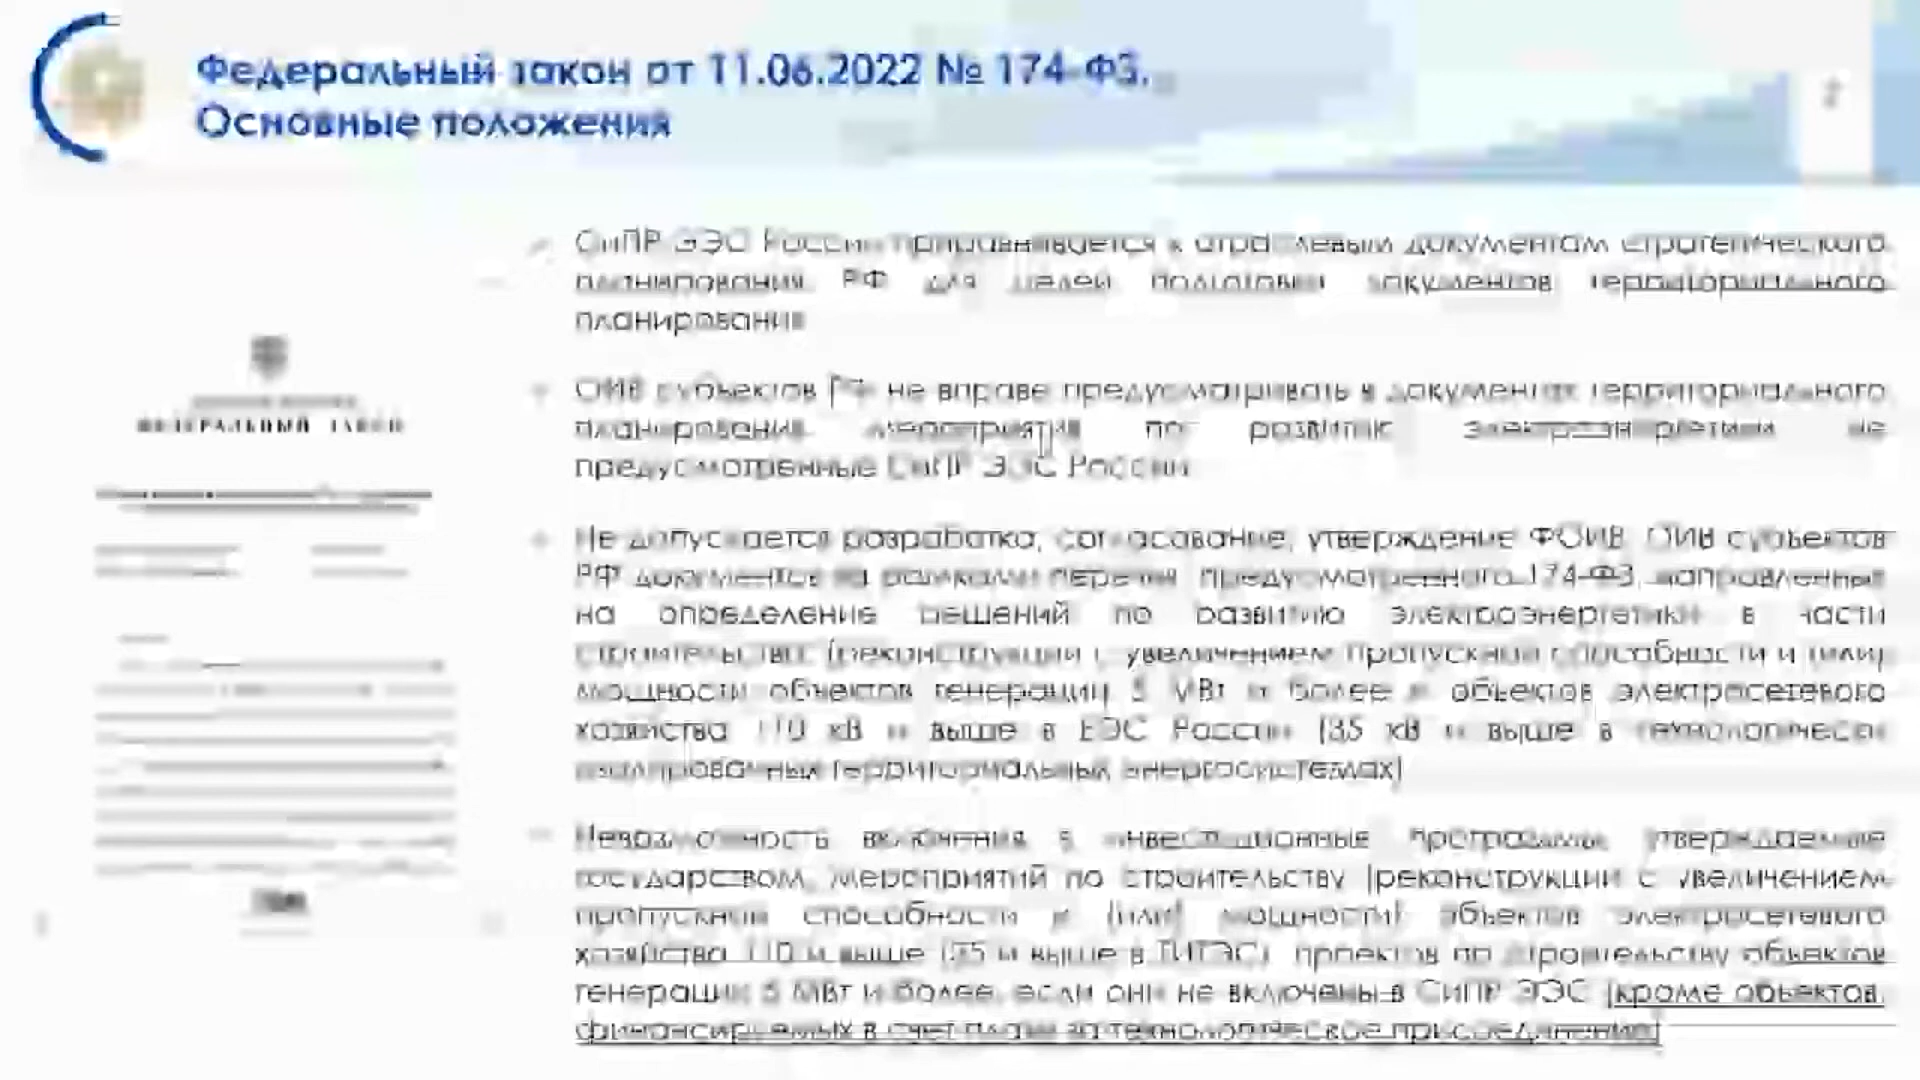 Федеральный закон от 11.06.2022 № 174-ФЗ.
Основные положения
2
ФЕДЕРАЛЬНЫЙ ЗАКОН
СиПР ЭЭС России приравнивается к отраслевым документам стратегического
планирования РФ для целей подготовки документов территориального
планирования
ОИВ субъектов РФ не вправе предусматривать в документах территориального
планирования мероприятия по развитию электроэнергетики не
предусмотренные СиПР ЭЭС России
Не допускается разработка, согласование, утверждение ФОИВ, ОИВ субъектов
РФ документов за рамками перечня, предусмотренного 174-ФЗ, направленных
на определение решений по развитию электроэнергетики в части
строительства (реконструкции с увеличением пропускной способности и (или)
мощности объектов генерации 5 МВт и более и объектов электросетевого
хозяйства 110 кВ и выше в ЕЭС России (35 кВ и выше в технологически
изолированных территориальных энергосистемах)
Невозможность включения в инвестиционные программы, утверждаемые
государством, мероприятий по строительству (реконструкции с увеличением
пропускной способности и (или) мощности) объектов электросетевого
хозяйства 110 и выше (35 и выше в ТИТЭС), проектов по строительству объектов
генерации 5 МВт и более, если они не включены в СиПР ЭЭС (кроме объектов,
финансируемых в счет платы за технологическое присоединение)